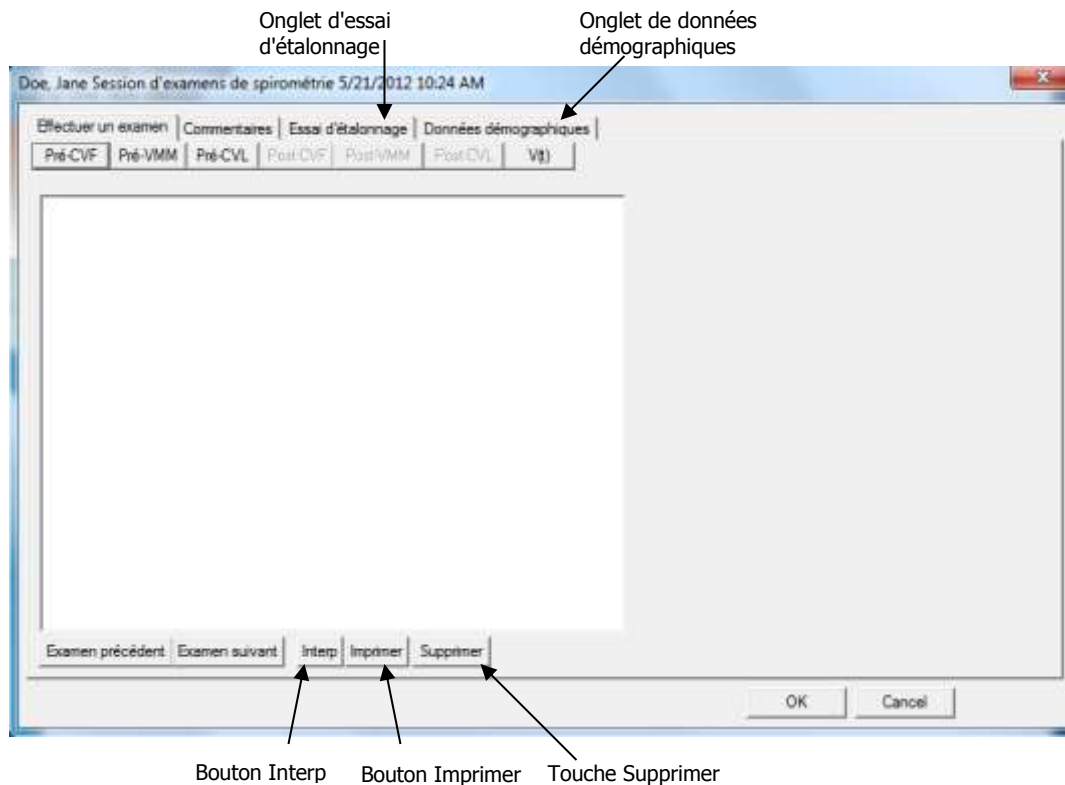 Onglet d'essai
d'étalonnage
Onglet de données
démographiques
Doe, Jane Session d'examens de spirométrie 5/21/2012 10:24 AM
Effectuer un examen Commentaires Essai d'étalonnage Données démographiques
Pré-CVF Pré-VMM Pré-CVL Post-CVF Post-VMM Post-CVL V(t)
Examen précédent Examen suivant Interp Imprimer Supprimer
OK Cancel
Bouton Interp Bouton Imprimer Touche Supprimer